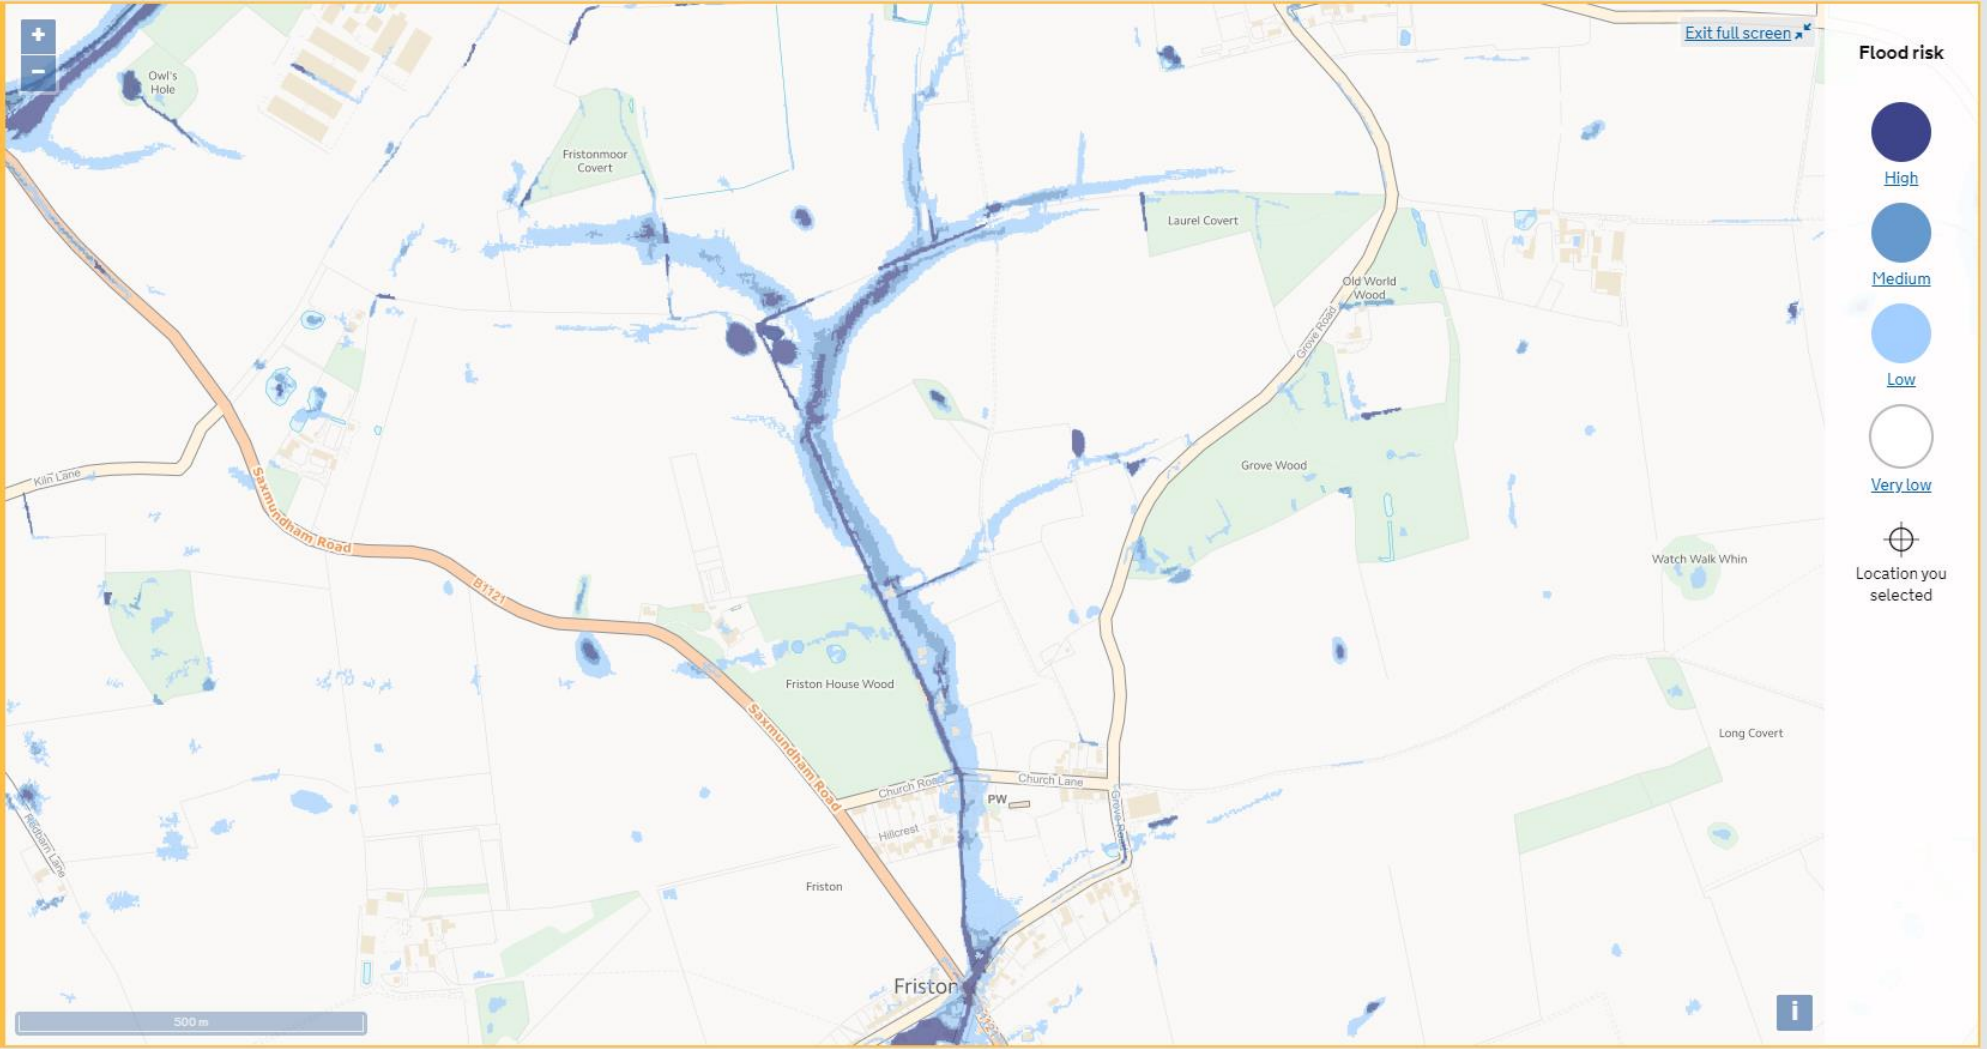 +
−
Exit full screen
Flood risk
High
Medium
Low
Very low
Location you
selected
Owl's
Hole
Fristonmoor
Covert
Laurel Covert
Old World
Wood
Grove Road
Kiln Lane
Saxmundham Road
Grove Wood
B1121
Watch Walk Whin
Friston House Wood
Saxmundham Road
Long Covert
Church Road
Church Lane
PW
Grove Road
Hillcrest
Redbarn Lane
Friston
Friston
500 m
i